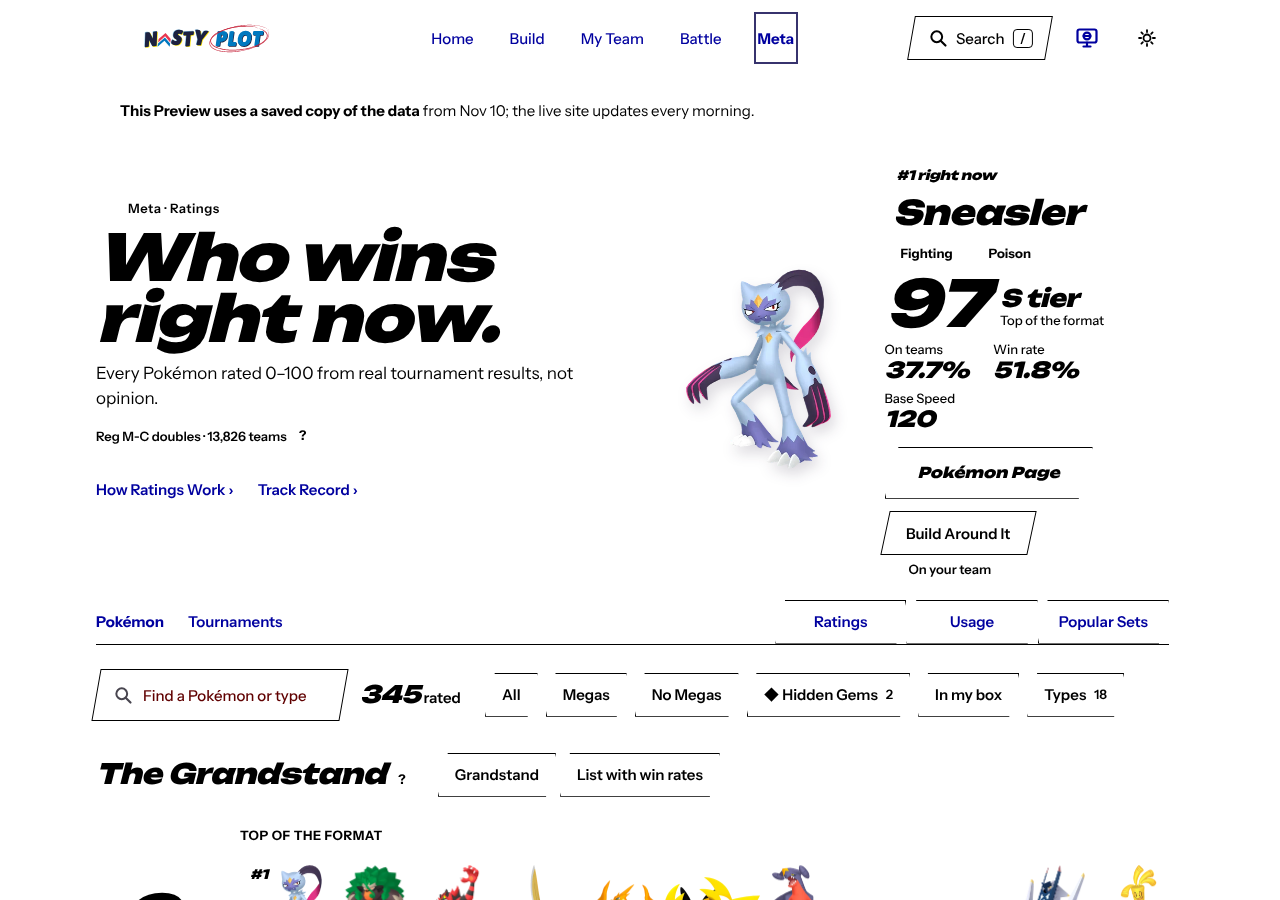 NASTY PLOT
Home Build My Team Battle Meta
Search /
This Preview uses a saved copy of the data from Nov 10; the live site updates every morning.
Meta · Ratings
Who wins
right now.
Every Pokémon rated 0–100 from real tournament results, not
opinion.
Reg M-C doubles · 13,826 teams ?
How Ratings Work › Track Record ›
#1 right now
Sneasler
Fighting Poison
97 S tier
Top of the format
On teams Win rate
37.7% 51.8%
Base Speed
120
Pokémon Page
Build Around It
On your team
Pokémon Tournaments
Ratings Usage Popular Sets
Find a Pokémon or type
345 rated
All Megas No Megas ◆ Hidden Gems 2 In my box Types 18
The Grandstand ?
Grandstand List with win rates
TOP OF THE FORMAT
#1